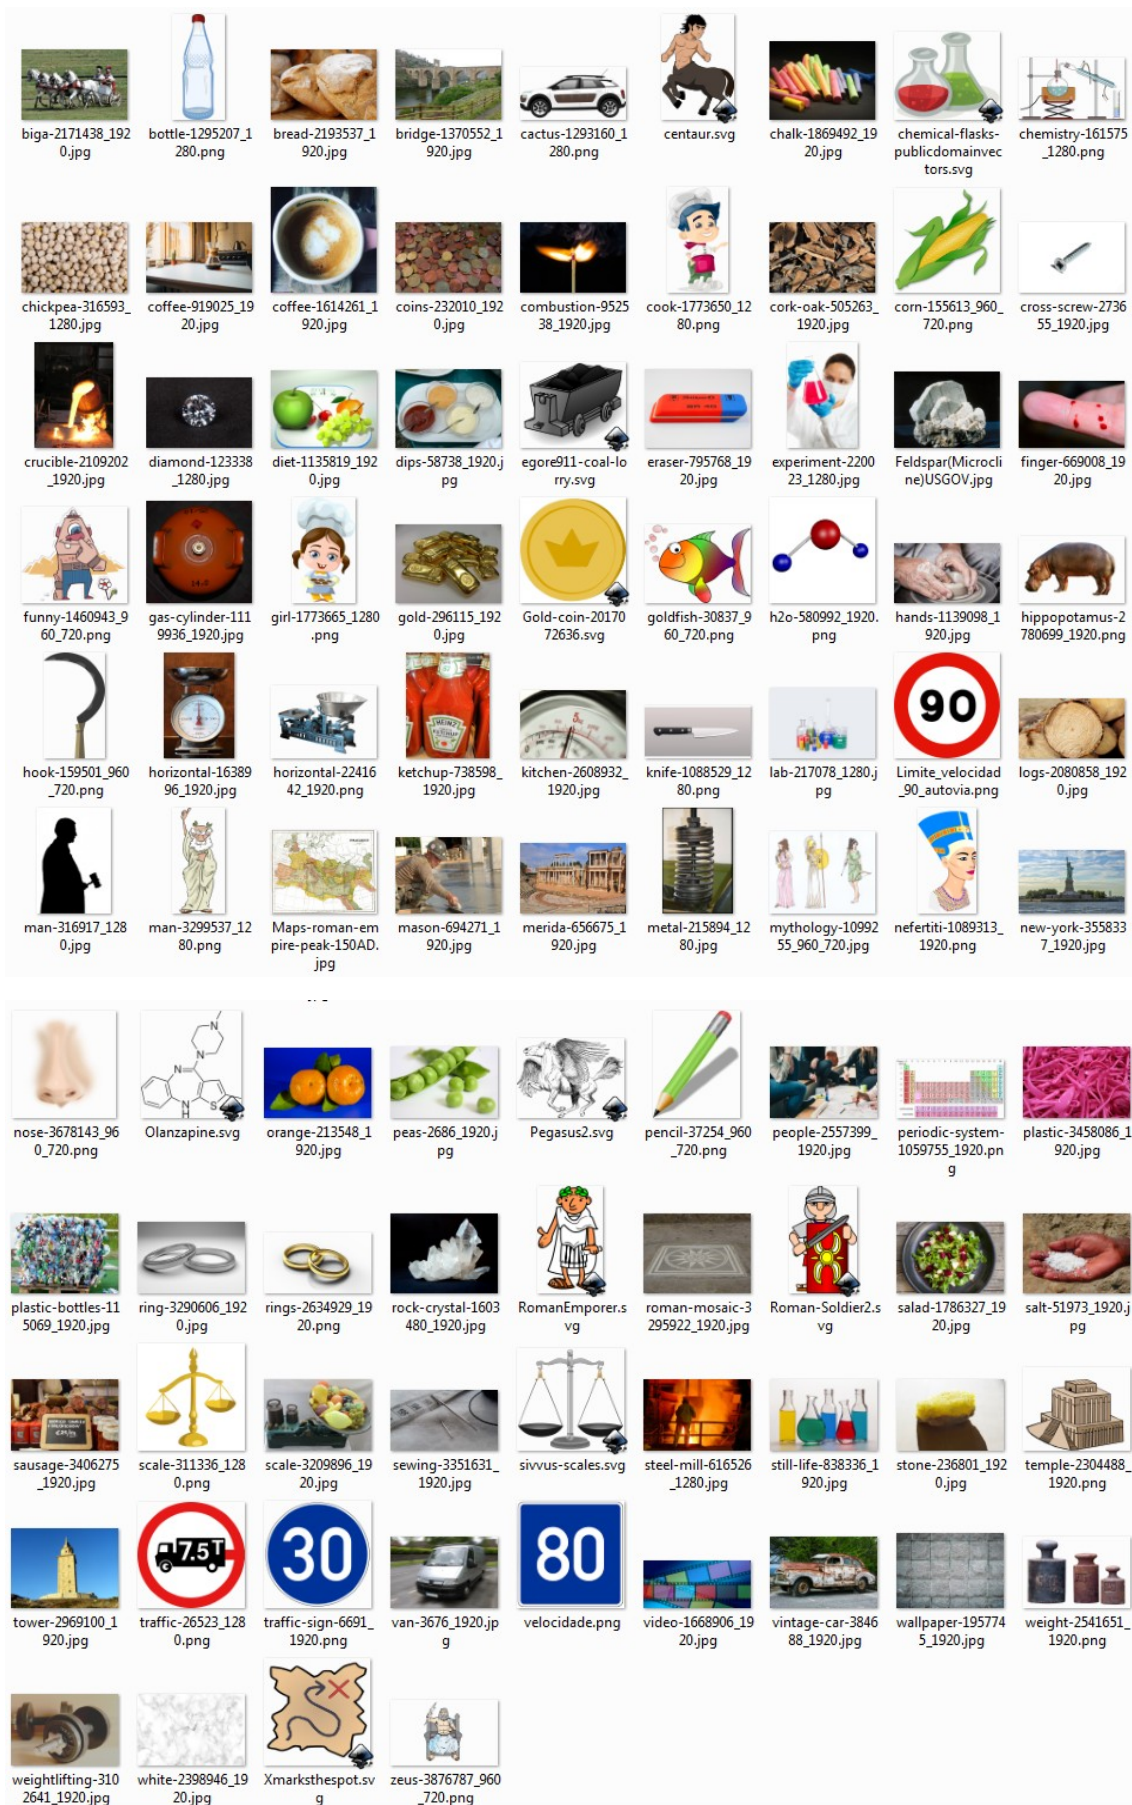 biga-2171438_192
0.jpg
bottle-1295207_1
280.png
bread-2193537_1
920.jpg
bridge-1370552_1
920.jpg
cactus-1293160_1
280.png
centaur.svg
chalk-1869492_19
20.jpg
chemical-flasks-
publicdomainvec
tors.svg
chemistry-161575
_1280.png
chickpea-316593_
1280.jpg
coffee-919025_19
20.jpg
coffee-1614261_1
920.jpg
coins-232010_192
0.jpg
combustion-9525
38_1920.jpg
cook-1773650_12
80.png
cork-oak-505263_
1920.jpg
corn-155613_960_
720.png
cross-screw-2736
55_1920.jpg
crucible-2109202
_1920.jpg
diamond-123338
_1280.jpg
diet-1135819_192
0.jpg
dips-58738_1920.j
pg
egore911-coal-lo
rry.svg
eraser-795768_19
20.jpg
experiment-2200
23_1280.jpg
Feldspar(Microcli
ne)USGOV.jpg
finger-669008_19
20.jpg
14.0
funny-1460943_9
60_720.png
gas-cylinder-111
9936_1920.jpg
girl-1773665_1280
.png
gold-296115_192
0.jpg
Gold-coin-20170
72636.svg
goldfish-30837_9
60_720.png
h2o-580992_1920.
png
hands-1139098_1
920.jpg
hippopotamus-2
780699_1920.png
HEINZ
KETCHUP
5
90
hook-159501_960
_720.png
horizontal-16389
96_1920.jpg
horizontal-22416
42_1920.png
ketchup-738598_
1920.jpg
kitchen-2608932_
1920.jpg
knife-1088529_12
80.png
lab-217078_1280.j
pg
Limite_velocidad
_90_autovia.png
logs-2080858_192
0.jpg
man-316917_128
0.jpg
man-3299537_12
80.png
Maps-roman-em
pire-peak-150AD.
jpg
mason-694271_1
920.jpg
merida-656675_1
920.jpg
metal-215894_12
80.jpg
mythology-10992
55_960_720.jpg
nefertiti-1089313_
1920.png
new-york-355833
7_1920.jpg
N
N
N
N
H
S
nose-3678143_96
0_720.png
Olanzapine.svg
orange-213548_1
920.jpg
peas-2686_1920.j
pg
Pegasus2.svg
pencil-37254_960
_720.png
people-2557399_
1920.jpg
periodic-system-
1059755_1920.pn
g
plastic-3458086_1
920.jpg
plastic-bottles-11
5069_1920.jpg
ring-3290606_192
0.jpg
rings-2634929_19
20.png
rock-crystal-1603
480_1920.jpg
RomanEmporer.s
vg
roman-mosaic-3
295922_1920.jpg
Roman-Soldier2.s
vg
salad-1786327_19
20.jpg
salt-51973_1920.j
pg
sausage-3406275
_1920.jpg
scale-311336_128
0.png
scale-3209896_19
20.jpg
sewing-3351631_
1920.jpg
sivvus-scales.svg
steel-mill-616526
_1280.jpg
still-life-838336_1
920.jpg
stone-236801_192
0.jpg
temple-2304488_
1920.png
7.5T
30
80
tower-2969100_1
920.jpg
traffic-26523_128
0.png
traffic-sign-6691_
1920.png
van-3676_1920.jp
g
velocidade.png
video-1668906_19
20.jpg
vintage-car-3846
88_1920.jpg
wallpaper-195774
5_1920.jpg
weight-2541651_
1920.png
weightlifting-310
2641_1920.jpg
white-2398946_19
20.jpg
Xmarksthespot.sv
g
zeus-3876787_960
_720.png